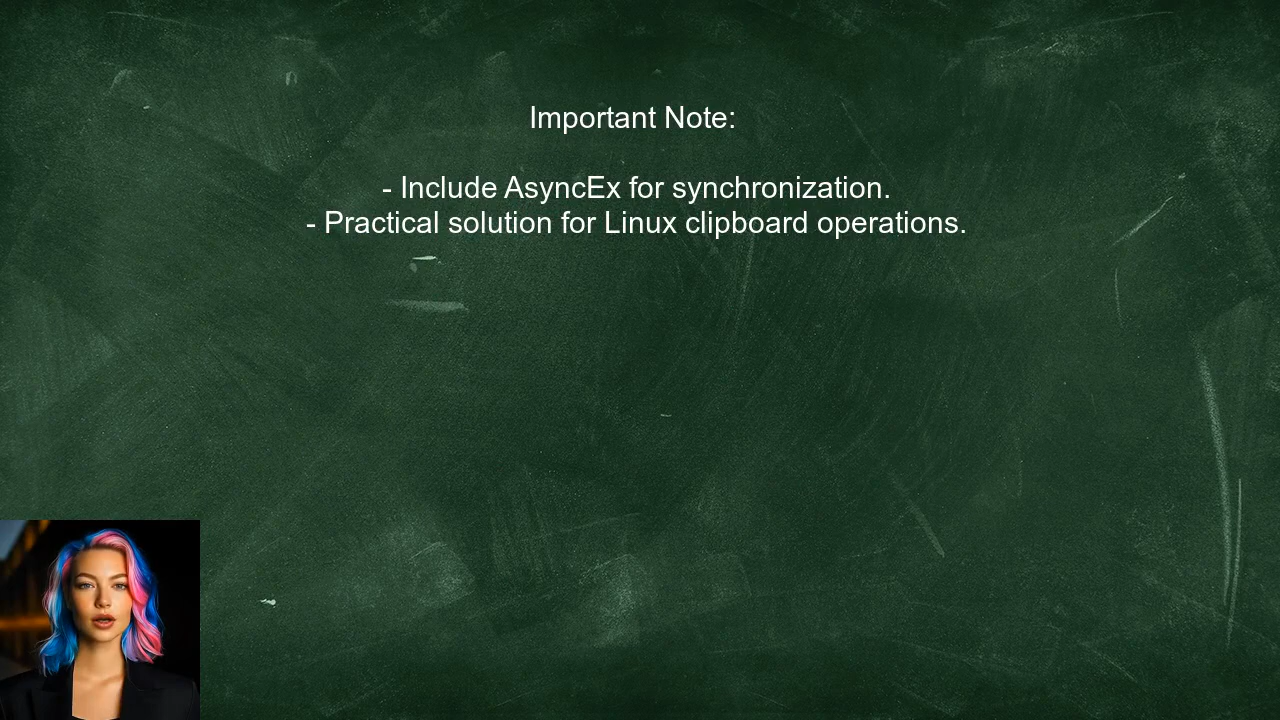 Important Note:
- Include AsyncEx for synchronization.
- Practical solution for Linux clipboard operations.